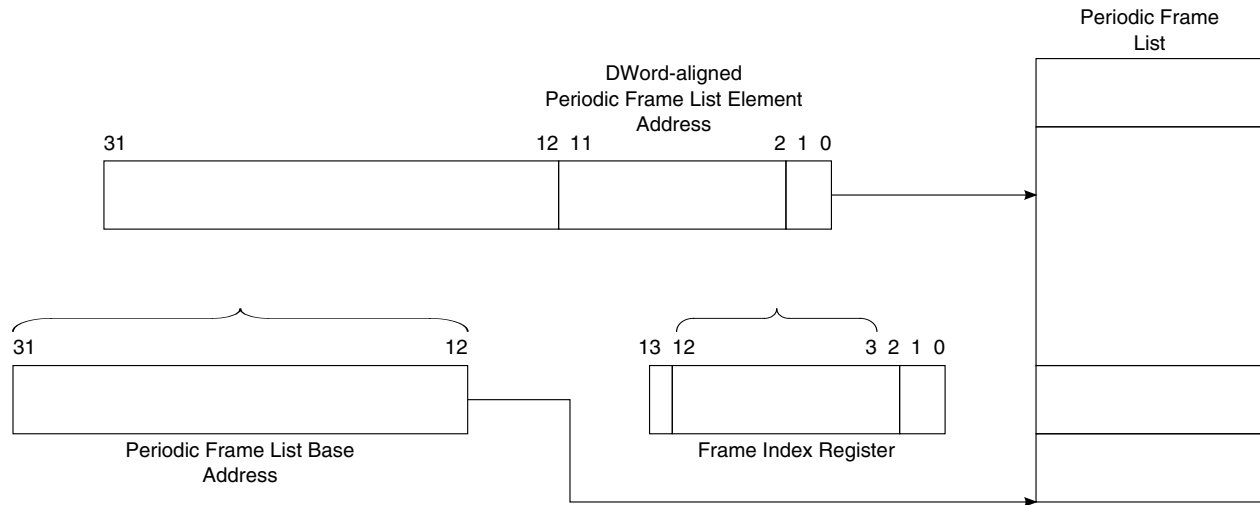 Periodic Frame
List
DWord-aligned
Periodic Frame List Element
Address
31 12 11 2 1 0
31 12
13 12 3 2 1 0
Periodic Frame List Base
Address
Frame Index Register